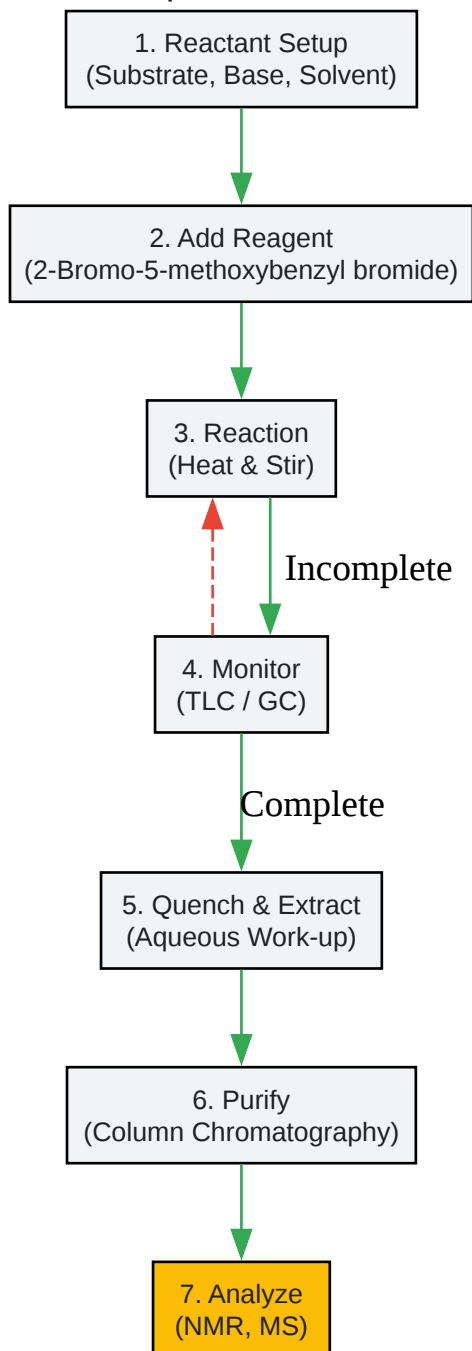 1. Reactant Setup
(Substrate, Base, Solvent)
2. Add Reagent
(2-Bromo-5-methoxybenzyl bromide)
3. Reaction
(Heat & Stir)
Incomplete
4. Monitor
(TLC / GC)
Complete
5. Quench & Extract
(Aqueous Work-up)
6. Purify
(Column Chromatography)
7. Analyze
(NMR, MS)